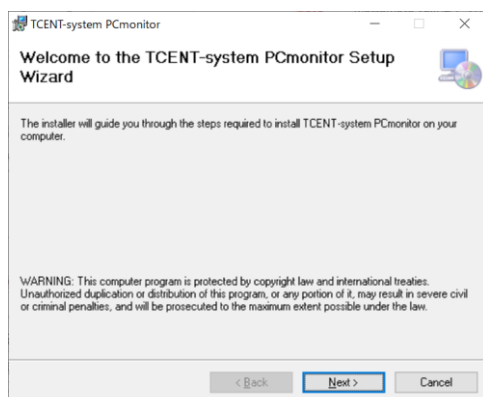 TCENT-system PCmonitor
Welcome to the TCENT-system PCmonitor Setup
Wizard
The installer will guide you through the steps required to install TCENT-system PCmonitor on your
computer.
WARNING: This computer program is protected by copyright law and international treaties.
Unauthorized duplication or distribution of this program, or any portion of it, may result in severe civil
or criminal penalties, and will be prosecuted to the maximum extent possible under the law.
< Back Next > Cancel